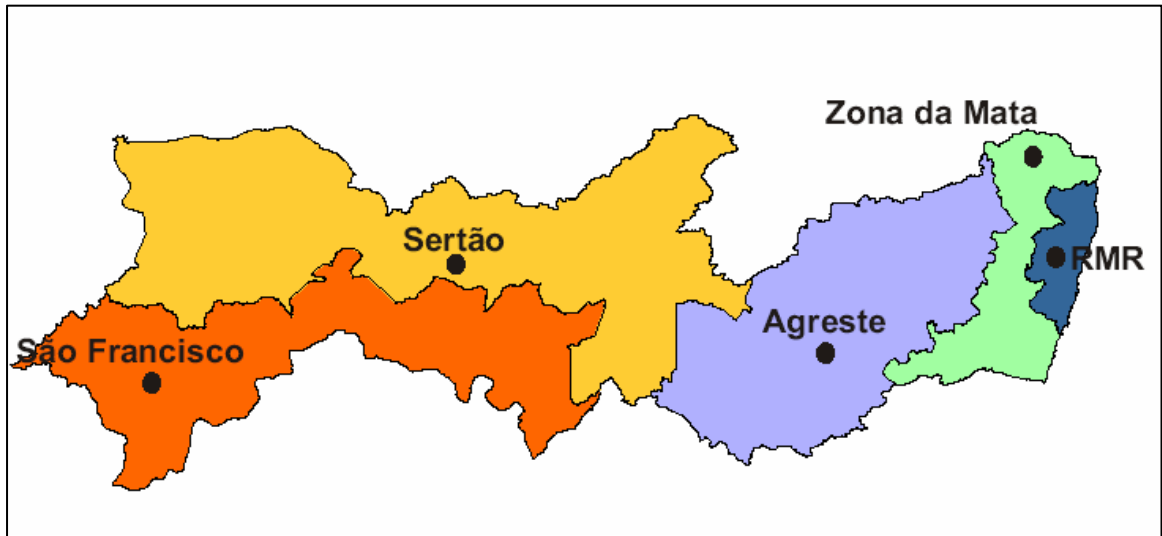 Zona da Mata
Sertão
RMR
Agreste
São Francisco